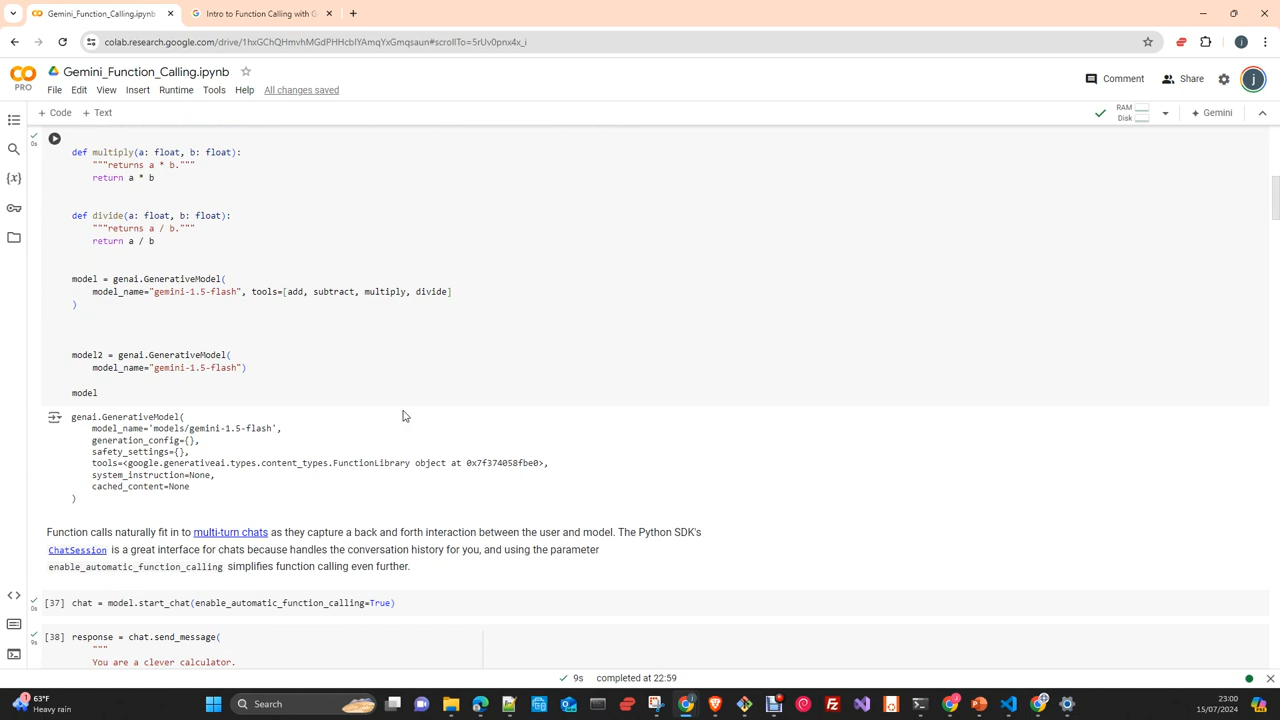 Gemini_Function_Calling.ipynb
Intro to Function Calling with G
colab.research.google.com/drive/1hxGChQHmvhMGdPHHcblYAmqYxGmqsaun#scrollTo=5rUv0pnx4x_i
j
PRO
Gemini_Function_Calling.ipynb
Comment
Share
j
File Edit View Insert Runtime Tools Help All changes saved
+ Code + Text
RAM
Disk
Gemini
0s
def multiply(a: float, b: float):
"""returns a * b."""
return a * b
{x}
def divide(a: float, b: float):
"""returns a / b."""
return a / b
model = genai.GenerativeModel(
model_name="gemini-1.5-flash", tools=[add, subtract, multiply, divide]
)
model2 = genai.GenerativeModel(
model_name="gemini-1.5-flash")
model
genai.GenerativeModel(
model_name='models/gemini-1.5-flash',
generation_config={},
safety_settings={},
tools=<google.generativeai.types.content_types.FunctionLibrary object at 0x7f374058fbe0>,
system_instruction=None,
cached_content=None
)
Function calls naturally fit in to multi-turn chats as they capture a back and forth interaction between the user and model. The Python SDK's
ChatSession is a great interface for chats because handles the conversation history for you, and using the parameter
enable_automatic_function_calling simplifies function calling even further.
0s
[37] chat = model.start_chat(enable_automatic_function_calling=True)
9s
[38] response = chat.send_message(
"""
You are a clever calculator.
9s completed at 22:59
63°F
Heavy rain
Search
23:00
15/07/2024